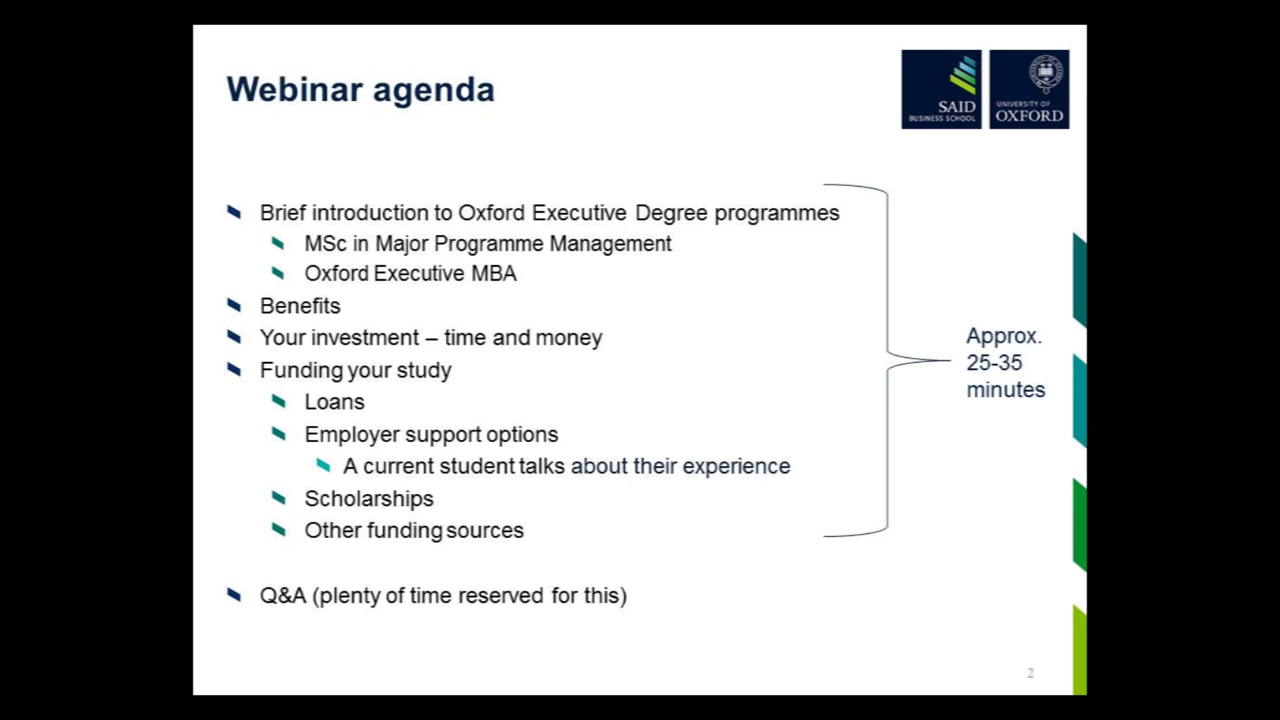 Webinar agenda
SAID
BUSINESS SCHOOL
UNIVERSITY OF
OXFORD
Brief introduction to Oxford Executive Degree programmes
MSc in Major Programme Management
Oxford Executive MBA
Benefits
Your investment – time and money
Funding your study
Loans
Employer support options
A current student talks about their experience
Scholarships
Other funding sources
Approx.
25-35
minutes
Q&A (plenty of time reserved for this)
2